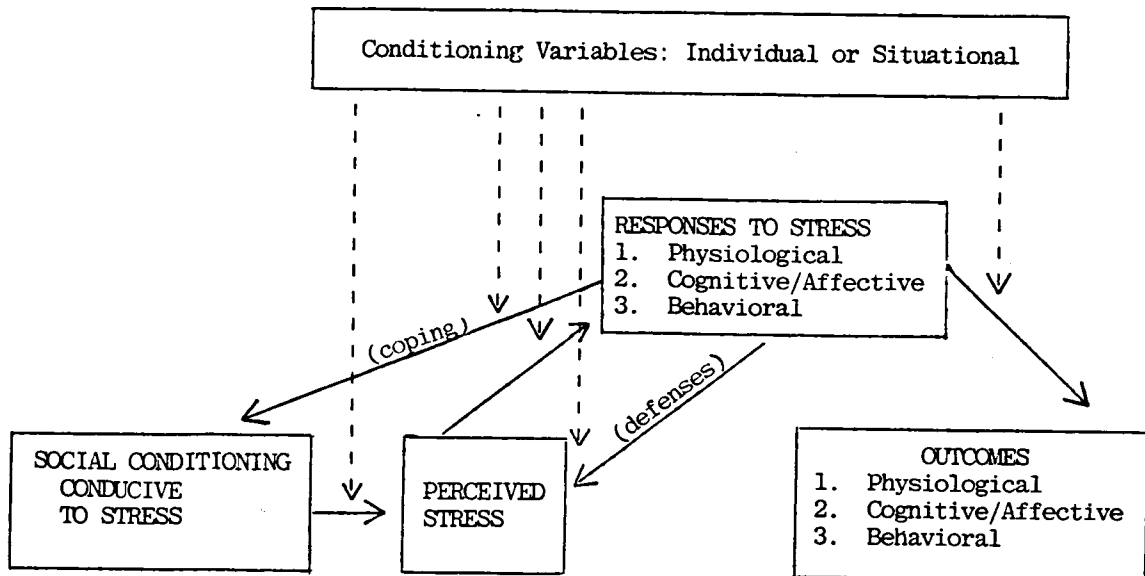 Conditioning Variables: Individual or Situational
RESPONSES TO STRESS
1. Physiological
2. Cognitive/Affective
3. Behavioral
(coping)
(defenses)
SOCIAL CONDITIONING
CONDUCIVE
TO STRESS
PERCEIVED
STRESS
OUTCOMES
1. Physiological
2. Cognitive/Affective
3. Behavioral